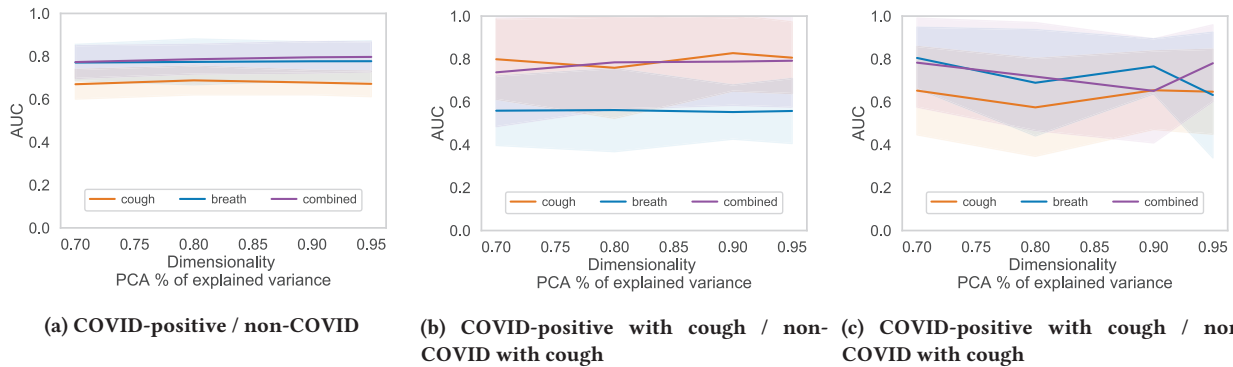 1.0
0.8
0.6
0.4
0.2
0.0
AUC
cough breath combined
0.70 0.75 0.80 0.85 0.90 0.95
Dimensionality
PCA % of explained variance
(a) COVID-positive / non-COVID
1.0
0.8
0.6
0.4
0.2
0.0
AUC
cough breath combined
0.70 0.75 0.80 0.85 0.90 0.95
Dimensionality
PCA % of explained variance
(b) COVID-positive with cough / non-
COVID with cough
1.0
0.8
0.6
0.4
0.2
0.0
AUC
cough breath combined
0.70 0.75 0.80 0.85 0.90 0.95
Dimensionality
PCA % of explained variance
(c) COVID-positive with cough / non
COVID with cough